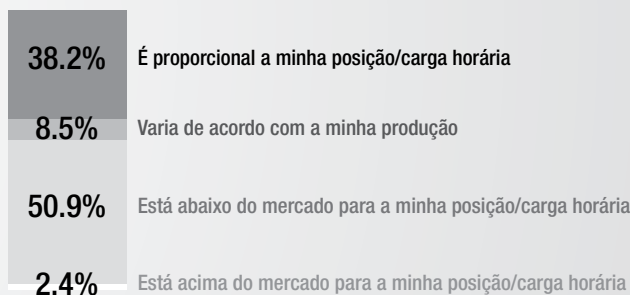 38.2% É proporcional a minha posição/carga horária
8.5% Varia de acordo com a minha produção
50.9% Está abaixo do mercado para a minha posição/carga horária
2.4% Está acima do mercado para a minha posição/carga horária